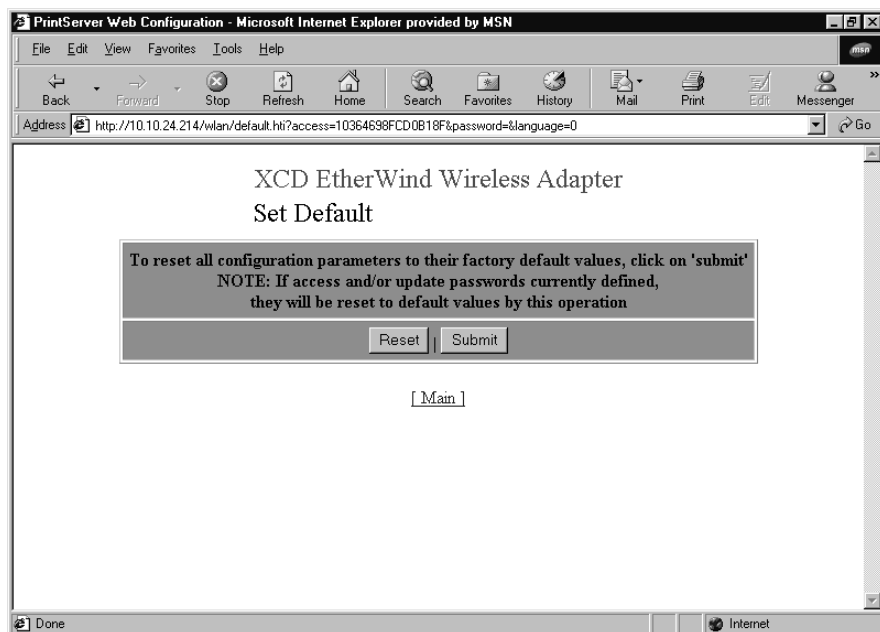 PrintServer Web Configuration - Microsoft Internet Explorer provided by MSN
File Edit View Favorites Tools Help
msn
Back Forward Stop Refresh Home Search Favorites History Mail Print Edit Messenger »
Address http://10.10.24.214/wlan/default.hti?access=10364698FCD0B18F&password=&language=0 Go
XCD EtherWind Wireless Adapter
Set Default
To reset all configuration parameters to their factory default values, click on 'submit'
NOTE: If access and/or update passwords currently defined,
they will be reset to default values by this operation
Reset | Submit
[ Main ]
Done Internet